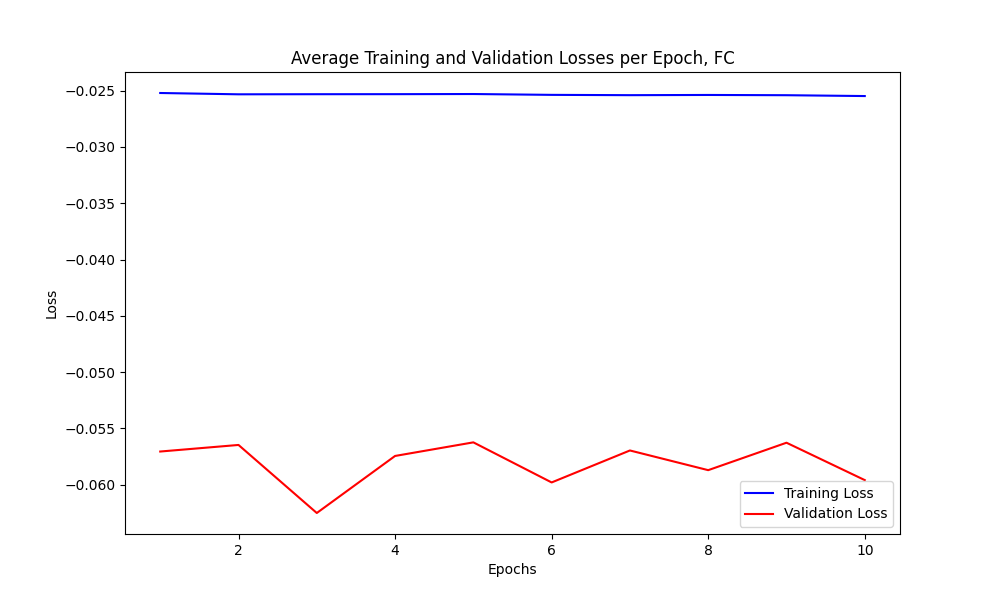 Average Training and Validation Losses per Epoch, FC
−0.025
−0.030
−0.035
−0.040
−0.045
−0.050
−0.055
−0.060
Loss
Training Loss
Validation Loss
2
4
6
8
10
Epochs